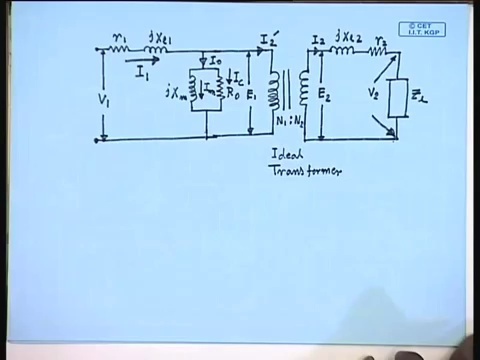 © CET
I.I.T. KGP
r₁ jXℓ₁ I₂′ I₂ jXℓ₂ r₂
I₁ I₀
V₁ jXm Im Ic R₀ E₁ E₂ V₂ Z̄L
N₁ : N₂
Ideal
Transformer